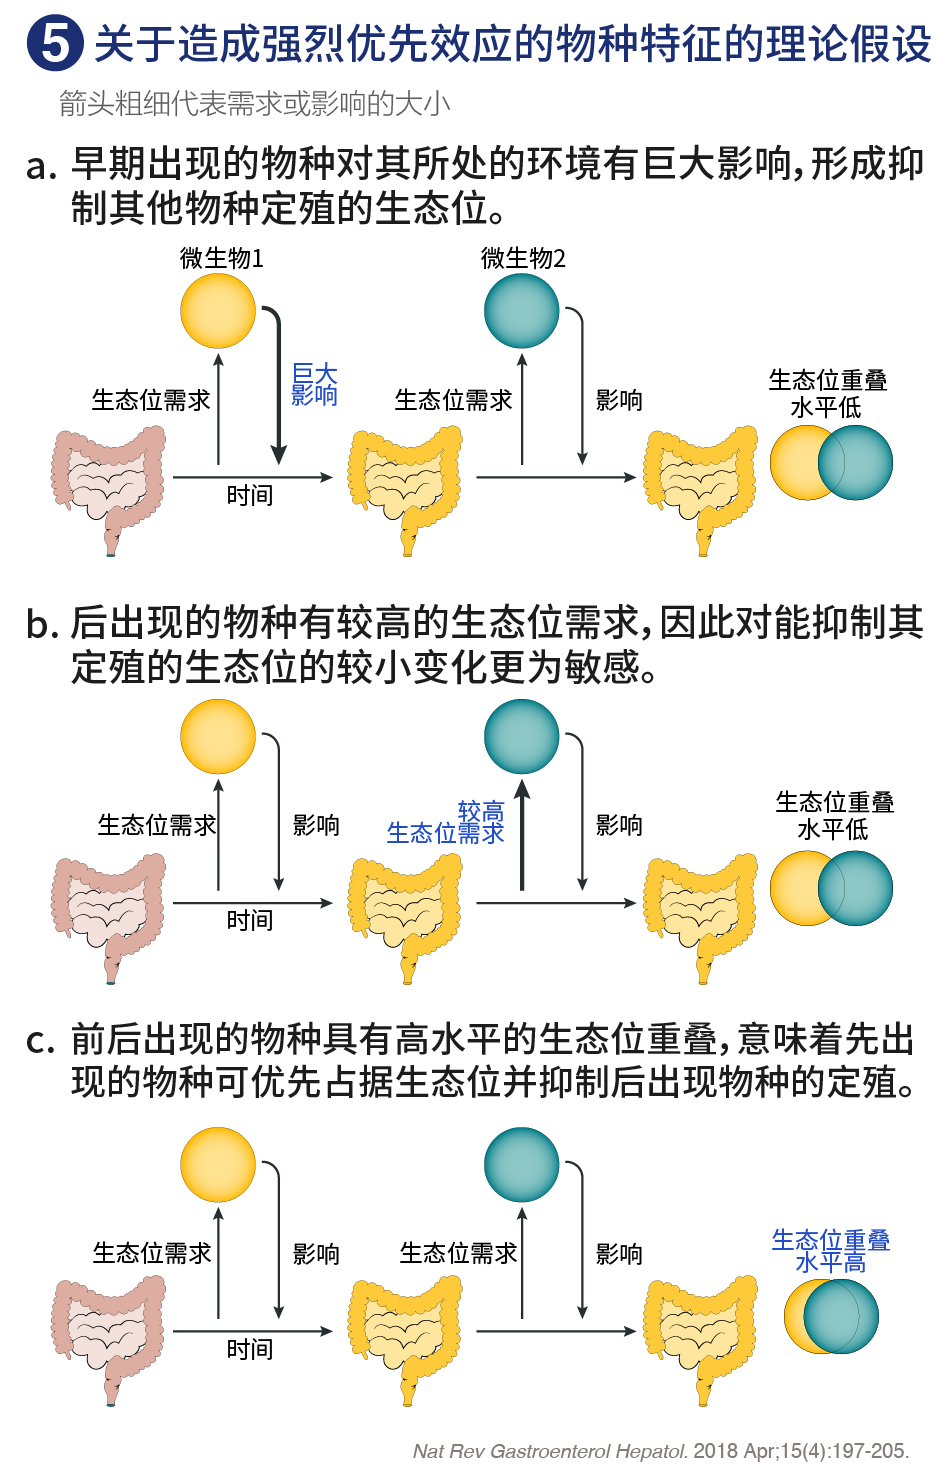 5 关于造成强烈优先效应的物种特征的理论假设
箭头粗细代表需求或影响的大小
a. 早期出现的物种对其所处的环境有巨大影响，形成抑
制其他物种定殖的生态位。
微生物1
微生物2
巨大
影响
生态位需求
生态位需求
影响
生态位重叠
水平低
时间
b. 后出现的物种有较高的生态位需求，因此对能抑制其
定殖的生态位的较小变化更为敏感。
生态位需求
影响
较高
生态位需求
影响
生态位重叠
水平低
时间
c. 前后出现的物种具有高水平的生态位重叠，意味着先出
现的物种可优先占据生态位并抑制后出现物种的定殖。
生态位需求
影响
生态位需求
影响
生态位重叠
水平高
时间
Nat Rev Gastroenterol Hepatol. 2018 Apr;15(4):197-205.